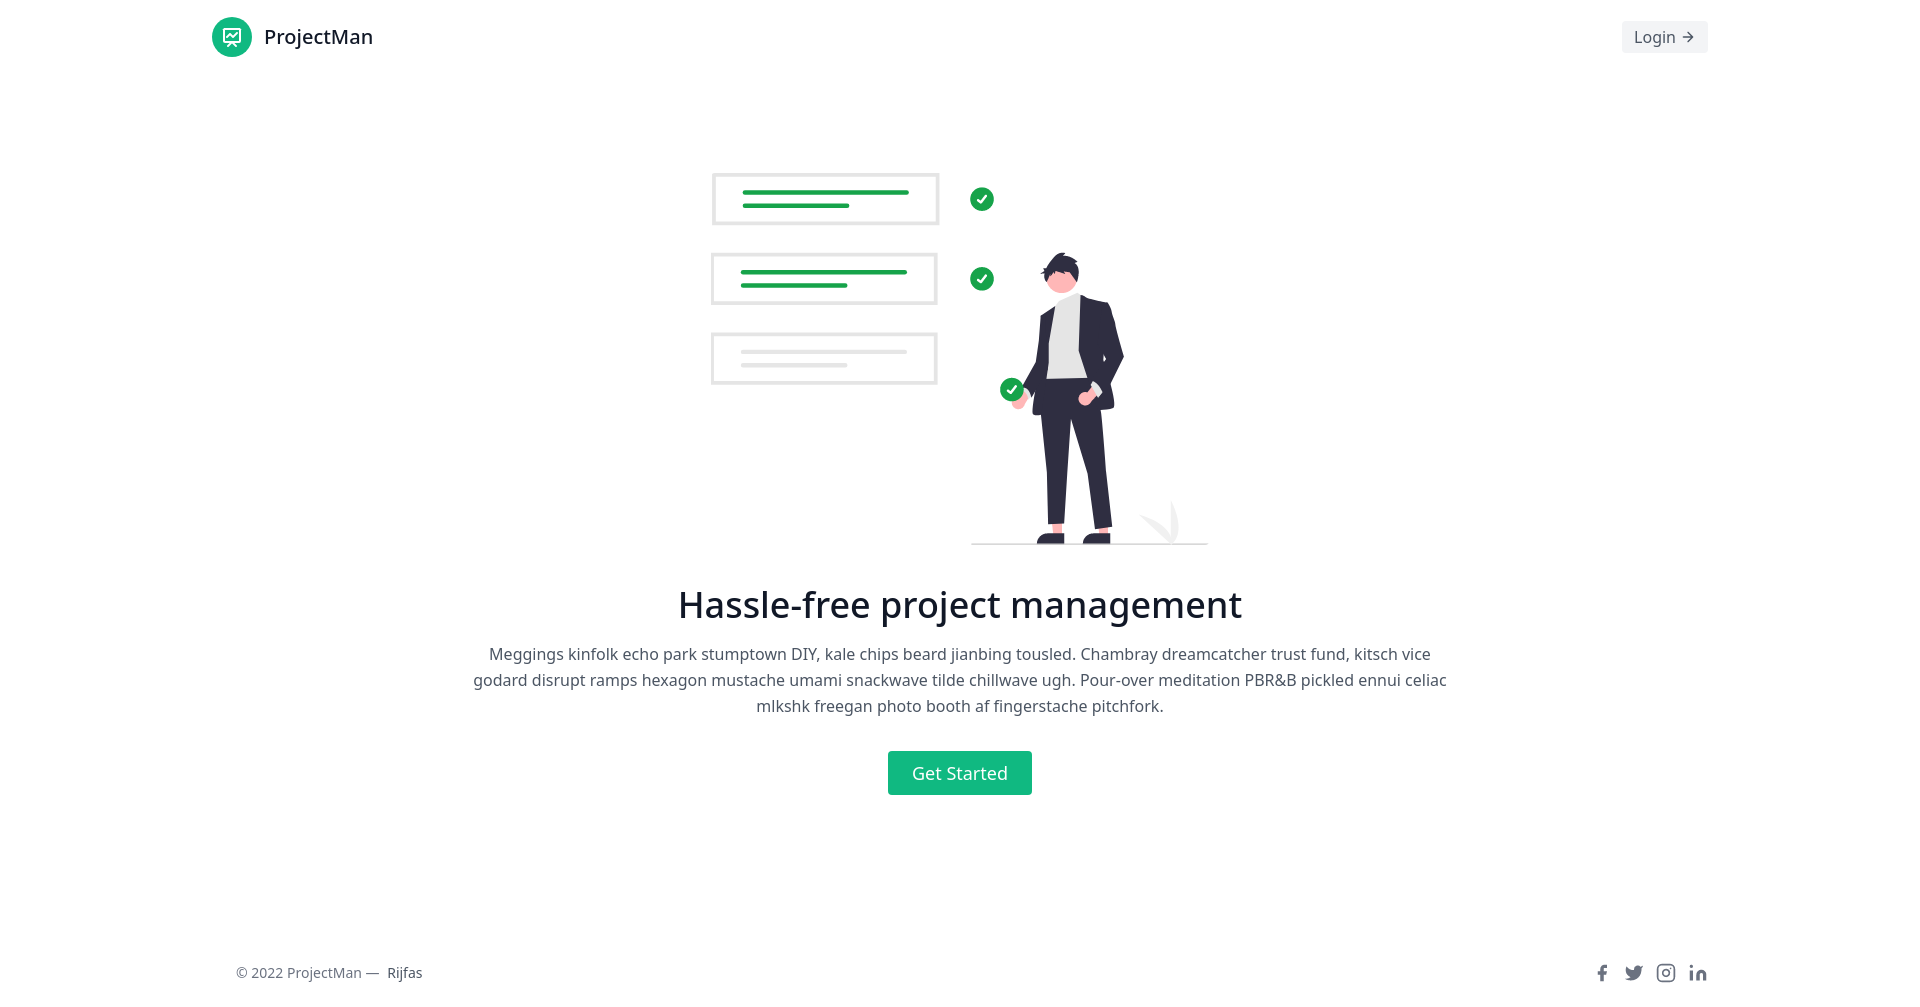 ProjectMan
Login
Hassle-free project management
Meggings kinfolk echo park stumptown DIY, kale chips beard jianbing tousled. Chambray dreamcatcher trust fund, kitsch vice
godard disrupt ramps hexagon mustache umami snackwave tilde chillwave ugh. Pour-over meditation PBR&B pickled ennui celiac
mlkshk freegan photo booth af fingerstache pitchfork.
Get Started
© 2022 ProjectMan — Rijfas